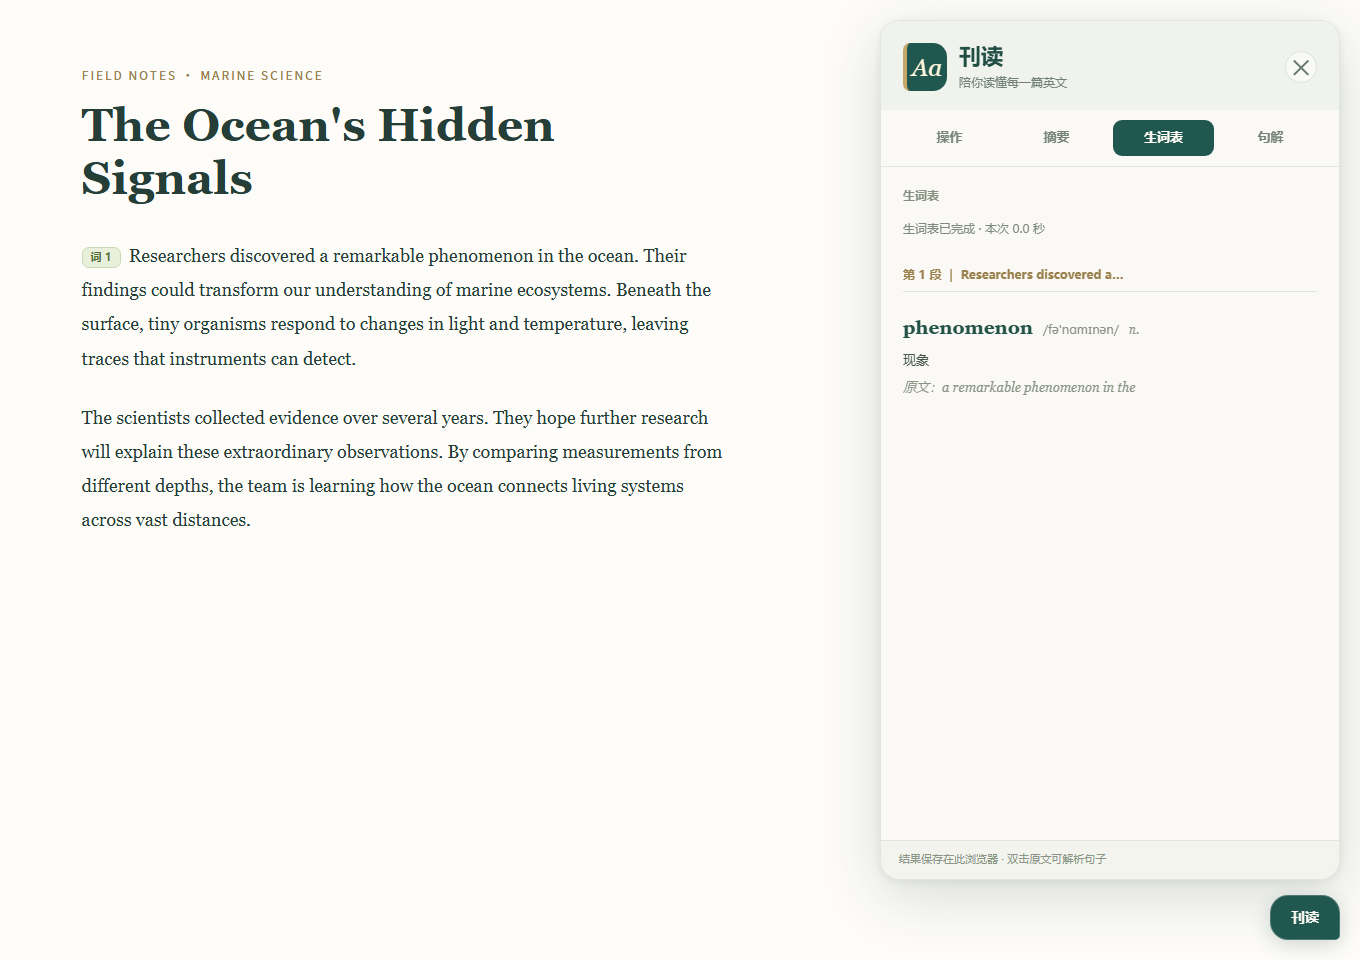 FIELD NOTES • MARINE SCIENCE
The Ocean's Hidden
Signals
词 1 Researchers discovered a remarkable phenomenon in the ocean. Their
findings could transform our understanding of marine ecosystems. Beneath the
surface, tiny organisms respond to changes in light and temperature, leaving
traces that instruments can detect.
The scientists collected evidence over several years. They hope further research
will explain these extraordinary observations. By comparing measurements from
different depths, the team is learning how the ocean connects living systems
across vast distances.
Aa
刊读
陪你读懂每一篇英文
操作 摘要 生词表 句解
生词表
生词表已完成 · 本次 0.0 秒
第 1 段 | Researchers discovered a...
phenomenon /fəˈnɑmɪnən/ n.
现象
原文：a remarkable phenomenon in the
结果保存在此浏览器 · 双击原文可解析句子
刊读